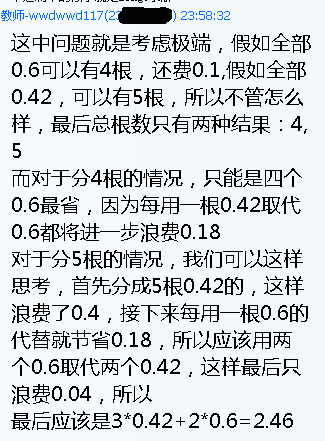 教师-wwdwwd117(23 23:58:32
这中问题就是考虑极端，假如全部
0.6可以有4根，还费0.1,假如全部
0.42，可以有5根，所以不管怎么
样，最后总根数只有两种结果：4,
5
而对于分4根的情况，只能是四个
0.6最省，因为每用一根0.42取代
0.6都将进一步浪费0.18
对于分5根的情况，我们可以这样
思考，首先分成5根0.42的，这样
浪费了0.4，接下来每用一根0.6的
代替就节省0.18，所以应该用两
个0.6取代两个0.42，这样最后只
浪费0.04，所以
最后应该是3*0.42+2*0.6=2.46